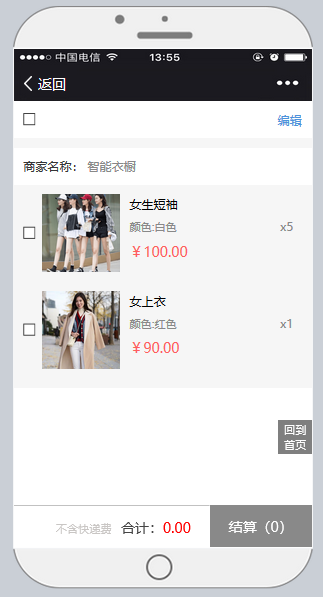 中国电信 13:55
返回
编辑
商家名称： 智能衣橱
女生短袖
颜色:白色 x5
￥100.00
女上衣
颜色:红色 x1
￥90.00
回到
首页
不含快递费 合计：0.00 结算（0）